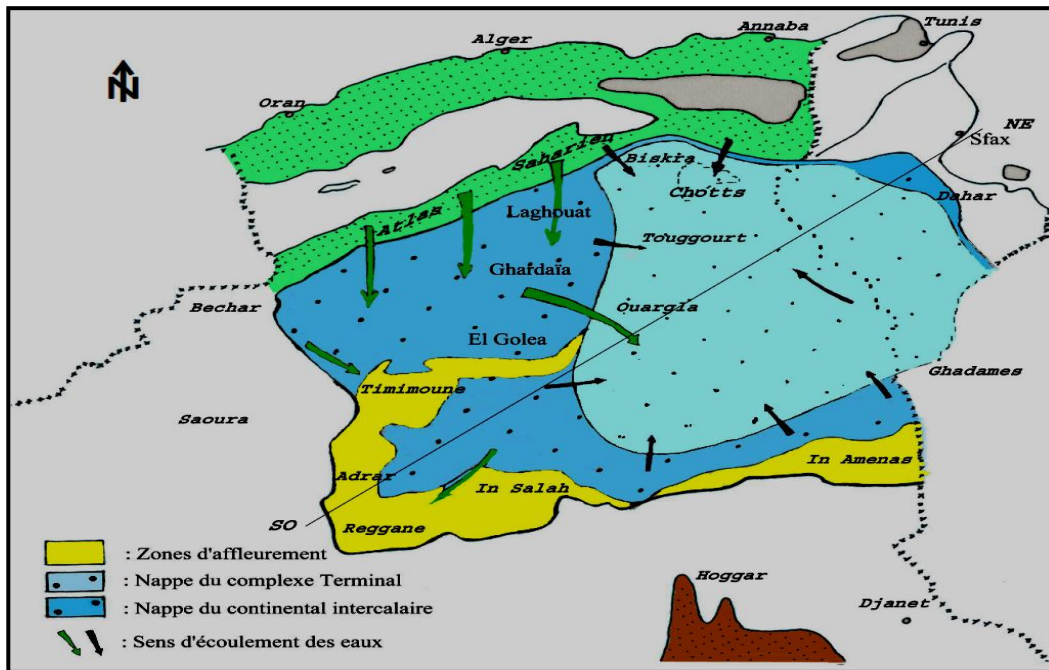 Tunis
Annaba
Alger
N
Oran
NE
Sfax
Saharien
Biskra
Chotts
Dahar
Atlas
Laghouat
Touggourt
Ghardaïa
Bechar
Ouargla
El Golea
Ghadames
Timimoune
Saoura
In Amenas
Adrar
In Salah
SO
Reggane
: Zones d'affleurement
: Nappe du complexe Terminal
: Nappe du continental intercalaire
: Sens d'écoulement des eaux
Hoggar
Djanet